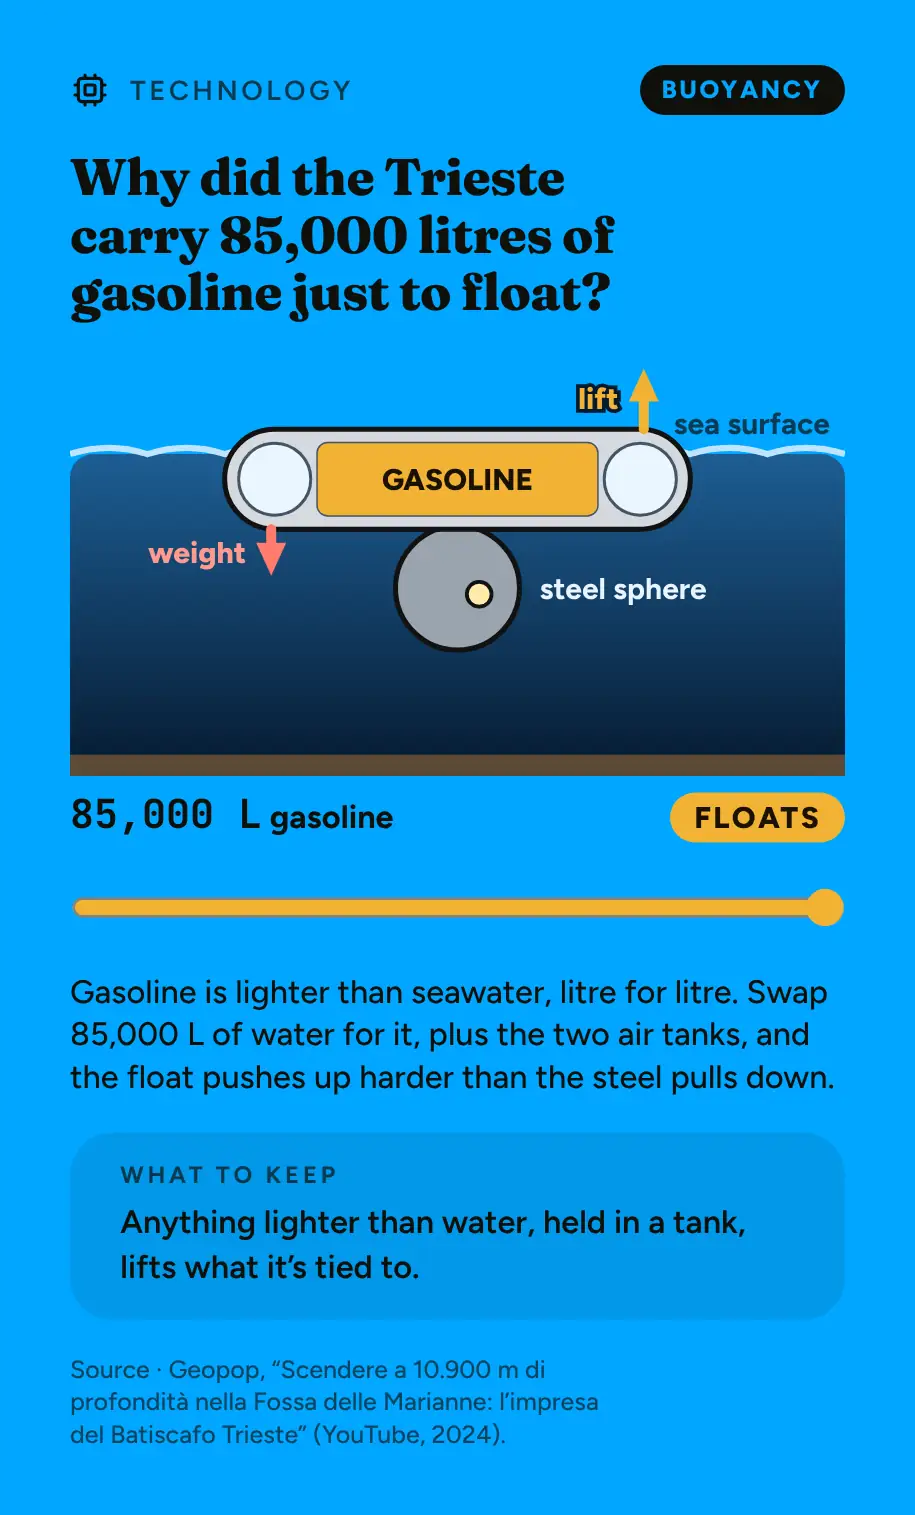 TECHNOLOGY
BUOYANCY
Why did the Trieste
carry 85,000 litres of
gasoline just to float?
lift
sea surface
GASOLINE
weight
steel sphere
85,000 L gasoline
FLOATS
Gasoline is lighter than seawater, litre for litre. Swap
85,000 L of water for it, plus the two air tanks, and
the float pushes up harder than the steel pulls down.
WHAT TO KEEP
Anything lighter than water, held in a tank,
lifts what it’s tied to.
Source · Geopop, “Scendere a 10.900 m di
profondità nella Fossa delle Marianne: l’impresa
del Batiscafo Trieste” (YouTube, 2024).